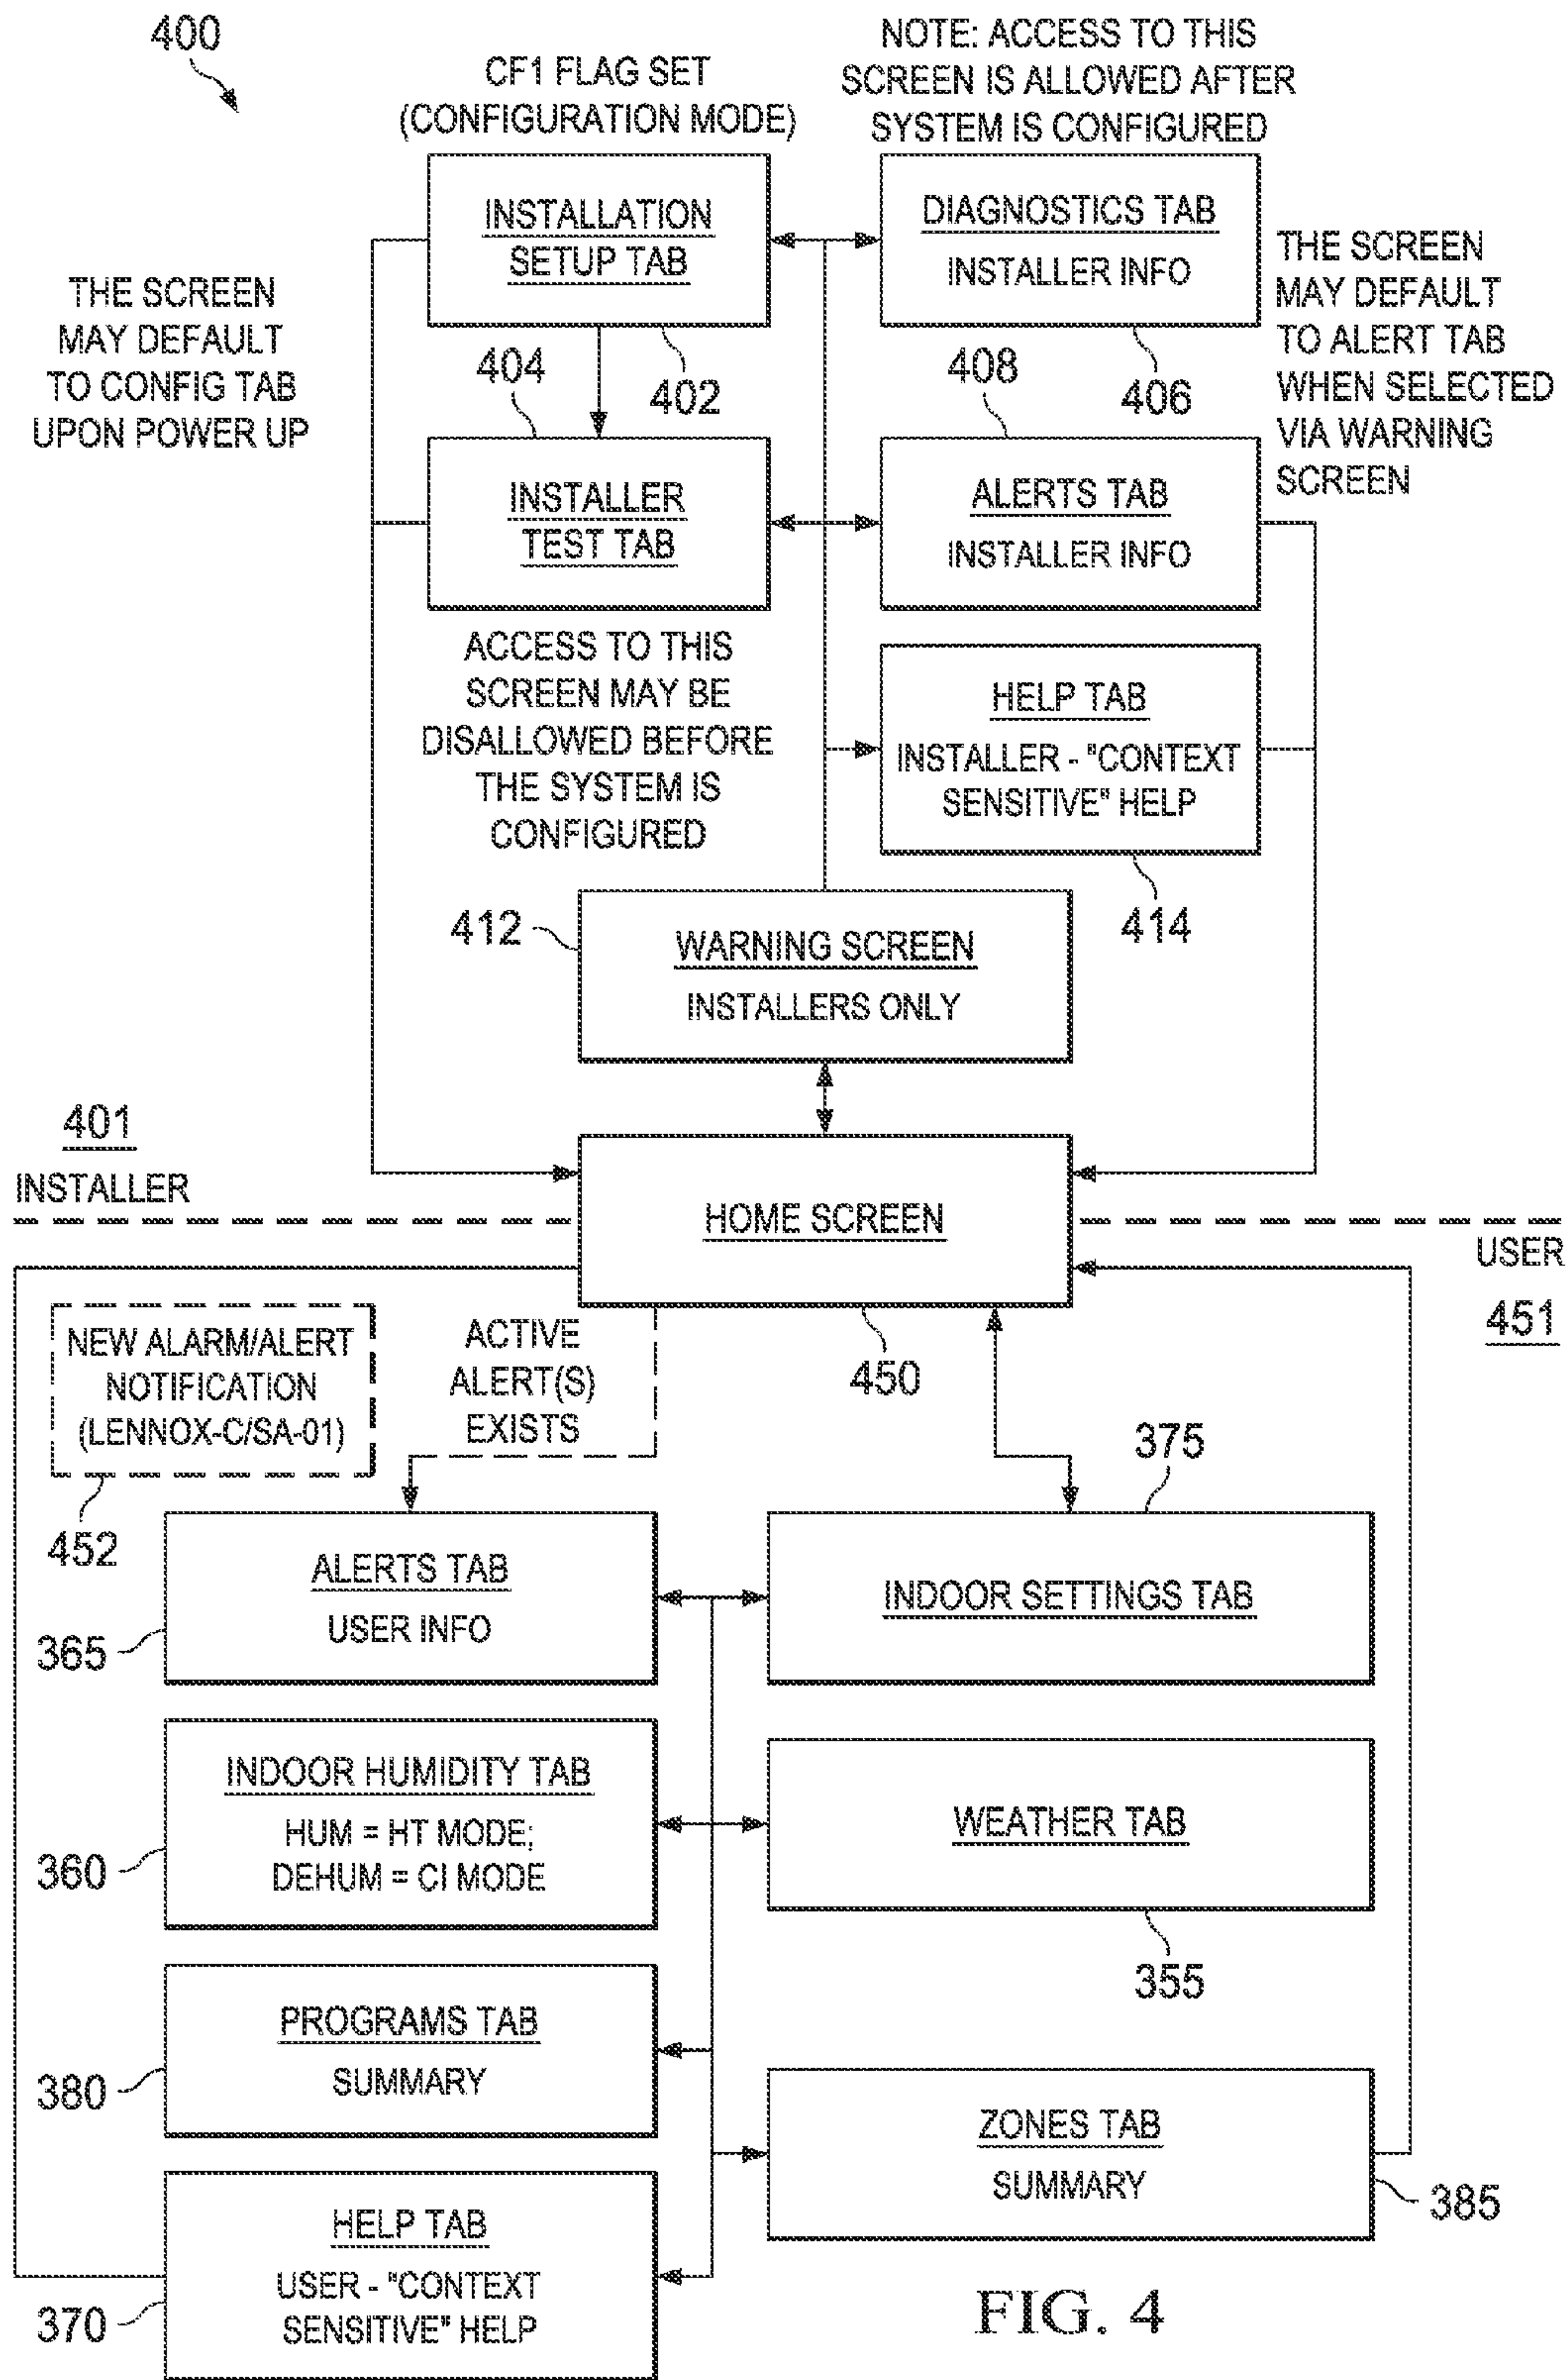 400
CF1 FLAG SET
(CONFIGURATION MODE)
NOTE: ACCESS TO THIS
SCREEN IS ALLOWED AFTER
SYSTEM IS CONFIGURED
INSTALLATION
SETUP TAB
DIAGNOSTICS TAB
INSTALLER INFO
THE SCREEN
MAY DEFAULT
TO CONFIG TAB
UPON POWER UP
THE SCREEN
MAY DEFAULT
TO ALERT TAB
WHEN SELECTED
VIA WARNING
SCREEN
404
402
408
406
INSTALLER
TEST TAB
ALERTS TAB
INSTALLER INFO
ACCESS TO THIS
SCREEN MAY BE
DISALLOWED BEFORE
THE SYSTEM IS
CONFIGURED
HELP TAB
INSTALLER - "CONTEXT
SENSITIVE" HELP
414
412
WARNING SCREEN
INSTALLERS ONLY
401
INSTALLER
HOME SCREEN
USER
451
450
NEW ALARM/ALERT
NOTIFICATION
(LENNOX-C/SA-01)
452
ACTIVE
ALERT(S)
EXISTS
375
ALERTS TAB
USER INFO
365
INDOOR SETTINGS TAB
INDOOR HUMIDITY TAB
HUM = HT MODE;
DEHUM = CI MODE
360
WEATHER TAB
355
PROGRAMS TAB
SUMMARY
380
ZONES TAB
SUMMARY
385
HELP TAB
USER - "CONTEXT
SENSITIVE" HELP
370
FIG. 4